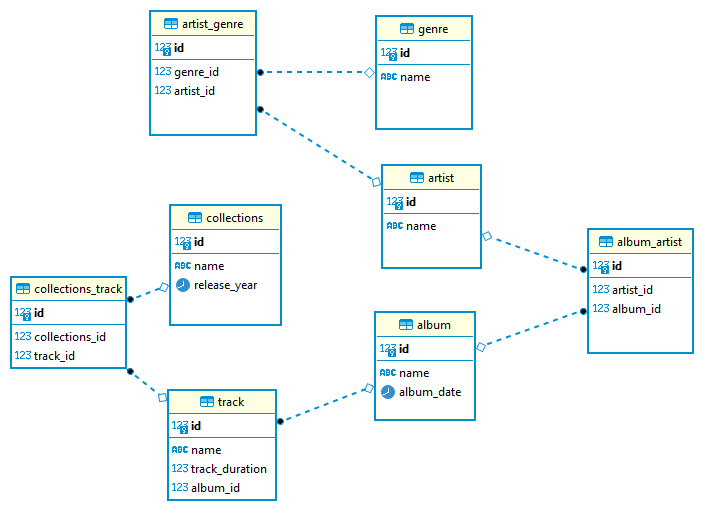 artist_genre
123 id
123 genre_id
123 artist_id
genre
123 id
ABC name
artist
123 id
ABC name
collections
123 id
ABC name
release_year
album_artist
123 id
123 artist_id
123 album_id
collections_track
123 id
123 collections_id
123 track_id
album
123 id
ABC name
album_date
track
123 id
ABC name
123 track_duration
123 album_id